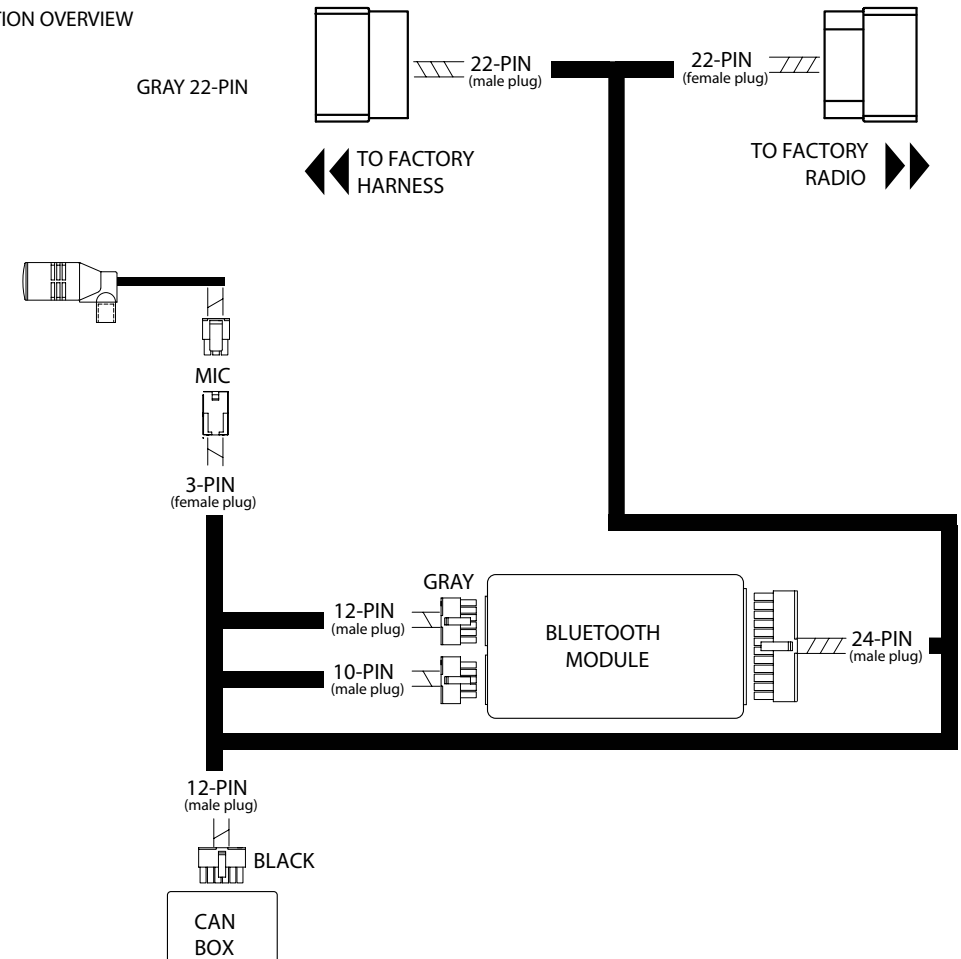 TION OVERVIEW
GRAY 22-PIN
22-PIN
(male plug)
22-PIN
(female plug)
TO FACTORY
HARNESS
TO FACTORY
RADIO
MIC
3-PIN
(female plug)
GRAY
12-PIN
(male plug)
10-PIN
(male plug)
BLUETOOTH
MODULE
24-PIN
(male plug)
12-PIN
(male plug)
BLACK
CAN
BOX